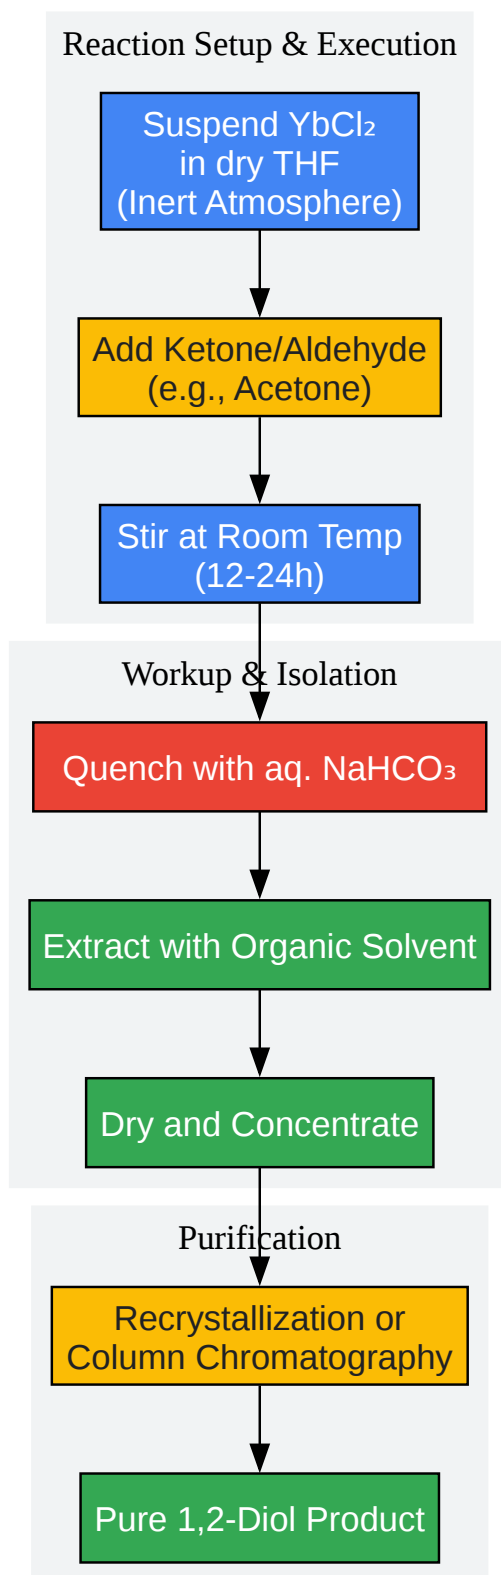 Reaction Setup & Execution
Suspend YbCl₂
in dry THF
(Inert Atmosphere)
Add Ketone/Aldehyde
(e.g., Acetone)
Stir at Room Temp
(12-24h)
Workup & Isolation
Quench with aq. NaHCO₃
Extract with Organic Solvent
Dry and Concentrate
Purification
Recrystallization or
Column Chromatography
Pure 1,2-Diol Product